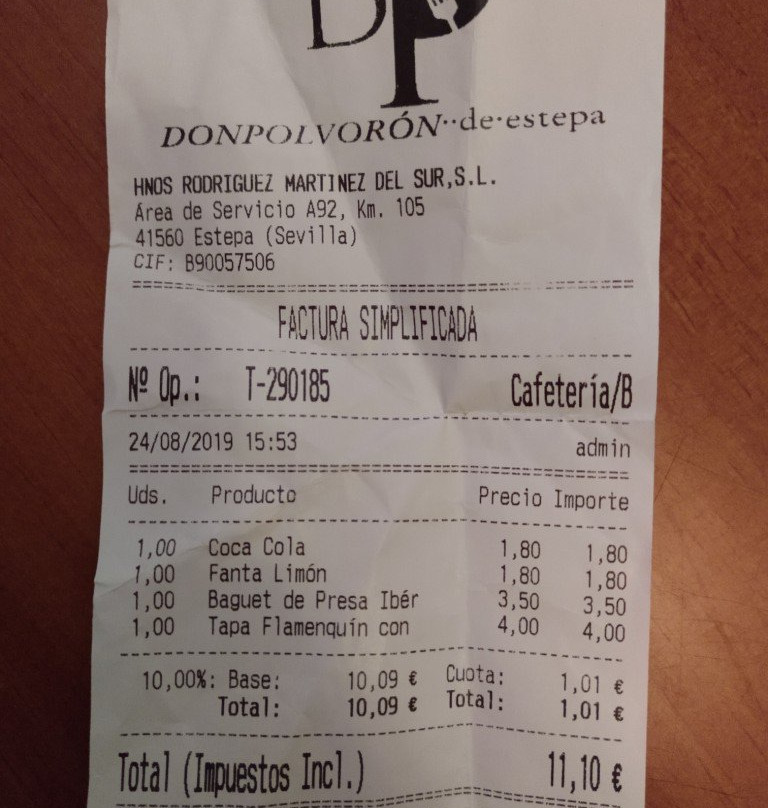 DP
DONPOLVORÓN··de·estepa
HNOS RODRIGUEZ MARTINEZ DEL SUR,S.L.
Área de Servicio A92, Km. 105
41560 Estepa (Sevilla)
CIF: B90057506
FACTURA SIMPLIFICADA
Nº Op.: T-290185 Cafetería/B
24/08/2019 15:53 admin
Uds. Producto Precio Importe
1,00 Coca Cola 1,80 1,80
1,00 Fanta Limón 1,80 1,80
1,00 Baguet de Presa Ibér 3,50 3,50
1,00 Tapa Flamenquín con 4,00 4,00
10,00%: Base: 10,09 € Cuota: 1,01 €
Total: 10,09 € Total: 1,01 €
Total (Impuestos Incl.) 11,10 €